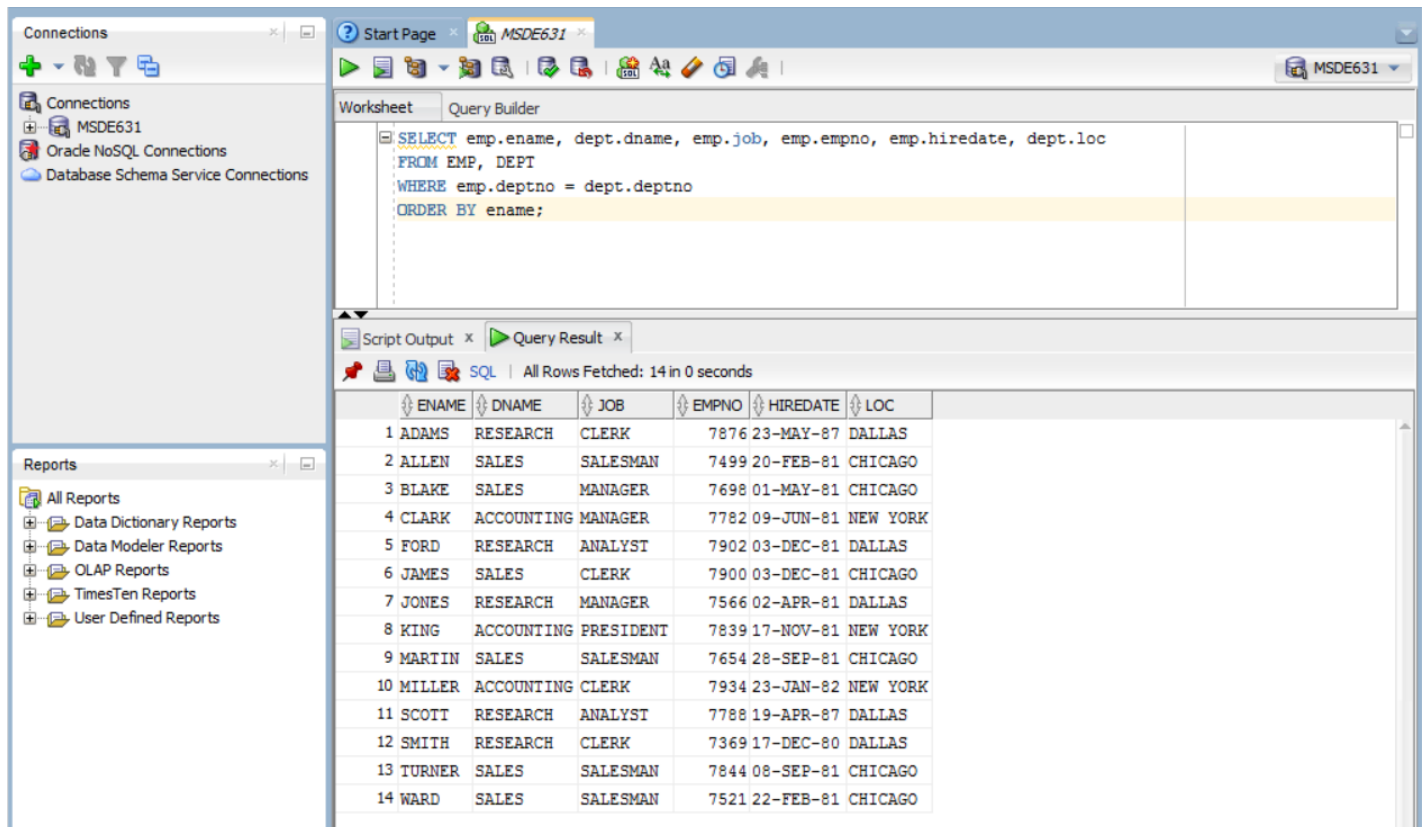 Connections
Connections
MSDE631
Oracle NoSQL Connections
Database Schema Service Connections
Reports
All Reports
Data Dictionary Reports
Data Modeler Reports
OLAP Reports
TimesTen Reports
User Defined Reports
Start Page MSDE631
MSDE631
Worksheet Query Builder
SELECT emp.ename, dept.dname, emp.job, emp.empno, emp.hiredate, dept.loc
FROM EMP, DEPT
WHERE emp.deptno = dept.deptno
ORDER BY ename;
Script Output x Query Result x
SQL | All Rows Fetched: 14 in 0 seconds
ENAME DNAME JOB EMPNO HIREDATE LOC
1 ADAMS RESEARCH CLERK 7876 23-MAY-87 DALLAS
2 ALLEN SALES SALESMAN 7499 20-FEB-81 CHICAGO
3 BLAKE SALES MANAGER 7698 01-MAY-81 CHICAGO
4 CLARK ACCOUNTING MANAGER 7782 09-JUN-81 NEW YORK
5 FORD RESEARCH ANALYST 7902 03-DEC-81 DALLAS
6 JAMES SALES CLERK 7900 03-DEC-81 CHICAGO
7 JONES RESEARCH MANAGER 7566 02-APR-81 DALLAS
8 KING ACCOUNTING PRESIDENT 7839 17-NOV-81 NEW YORK
9 MARTIN SALES SALESMAN 7654 28-SEP-81 CHICAGO
10 MILLER ACCOUNTING CLERK 7934 23-JAN-82 NEW YORK
11 SCOTT RESEARCH ANALYST 7788 19-APR-87 DALLAS
12 SMITH RESEARCH CLERK 7369 17-DEC-80 DALLAS
13 TURNER SALES SALESMAN 7844 08-SEP-81 CHICAGO
14 WARD SALES SALESMAN 7521 22-FEB-81 CHICAGO